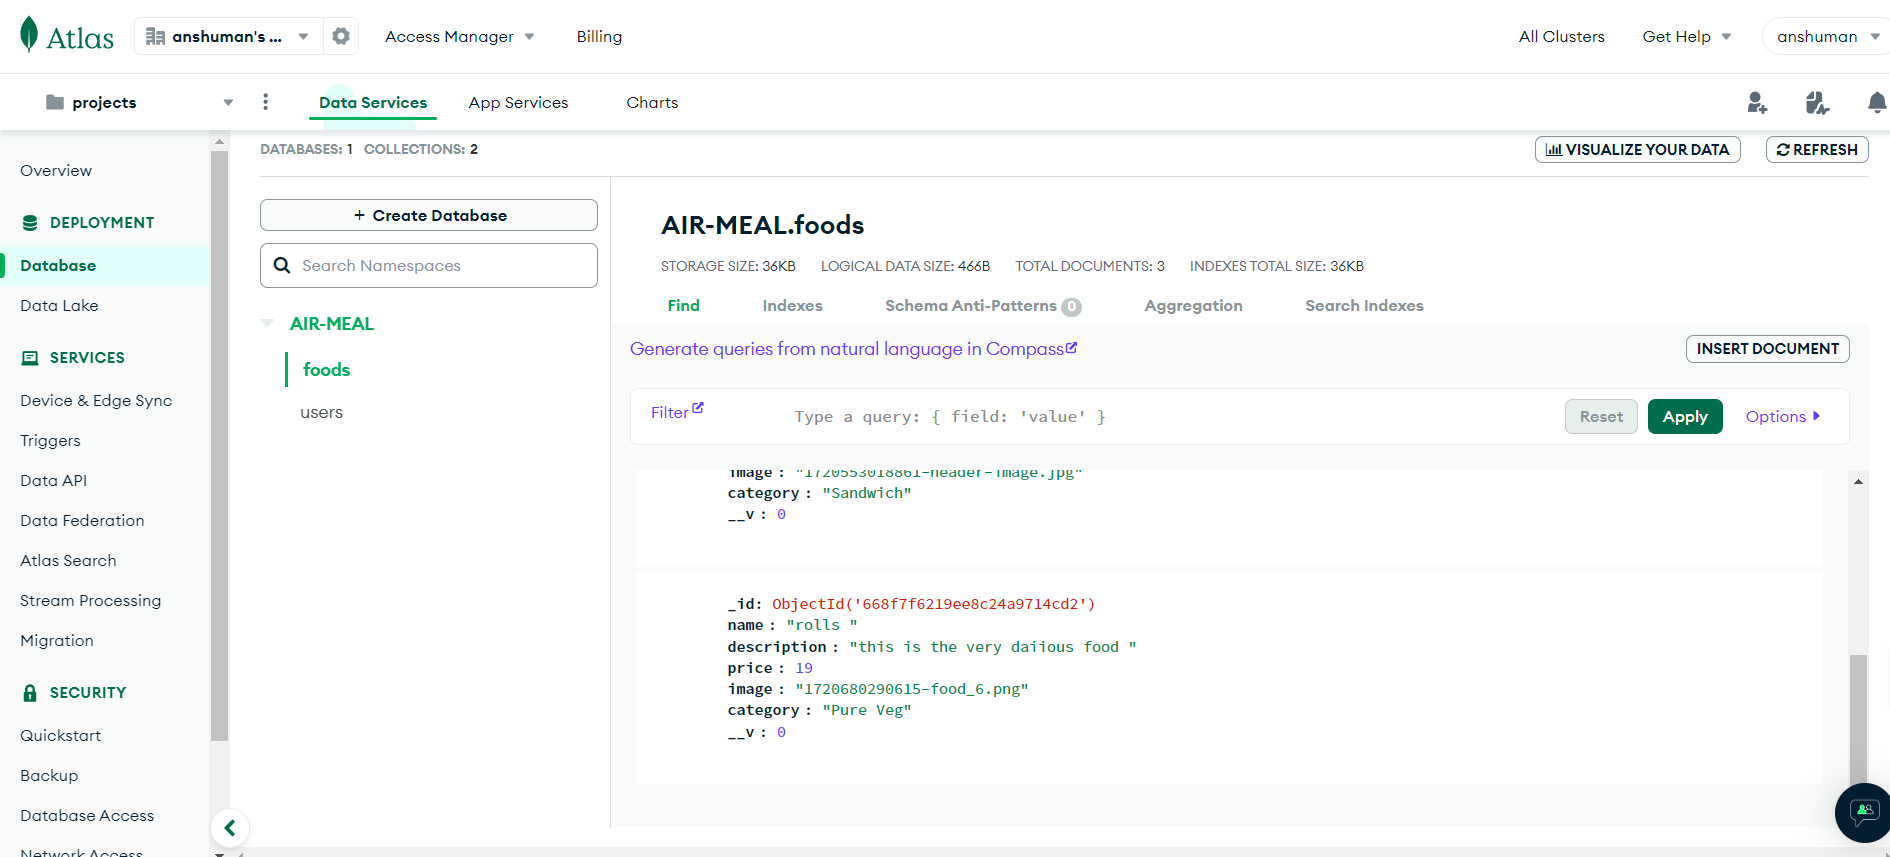 Atlas
anshuman's ...
Access Manager
Billing
All Clusters
Get Help
anshuman
projects
Data Services
App Services
Charts
DATABASES: 1 COLLECTIONS: 2
VISUALIZE YOUR DATA
REFRESH
Overview
DEPLOYMENT
Database
Data Lake
SERVICES
Device & Edge Sync
Triggers
Data API
Data Federation
Atlas Search
Stream Processing
Migration
SECURITY
Quickstart
Backup
Database Access
Network Access
+ Create Database
Search Namespaces
AIR-MEAL
foods
users
AIR-MEAL.foods
STORAGE SIZE: 36KB LOGICAL DATA SIZE: 466B TOTAL DOCUMENTS: 3 INDEXES TOTAL SIZE: 36KB
Find
Indexes
Schema Anti-Patterns 0
Aggregation
Search Indexes
Generate queries from natural language in Compass
INSERT DOCUMENT
Filter
Type a query: { field: 'value' }
Reset
Apply
Options
image : "1720553018861-header-image.jpg"
category : "Sandwich"
__v : 0
_id: ObjectId('668f7f6219ee8c24a9714cd2')
name : "rolls "
description : "this is the very daiious food "
price : 19
image : "1720680290615-food_6.png"
category : "Pure Veg"
__v : 0